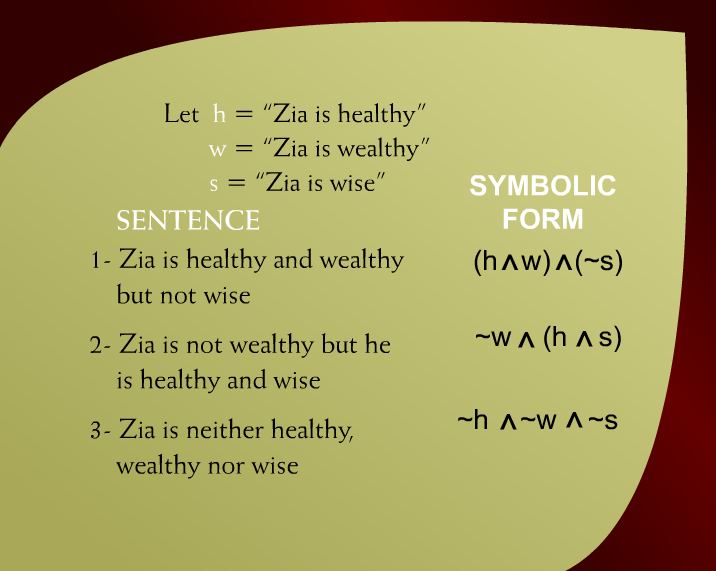 Let h = “Zia is healthy”
w = “Zia is wealthy”
s = “Zia is wise”
SENTENCE
SYMBOLIC
FORM
1- Zia is healthy and wealthy
but not wise
(h∧w)∧(~s)
2- Zia is not wealthy but he
is healthy and wise
~w ∧ (h ∧ s)
3- Zia is neither healthy,
wealthy nor wise
~h ∧~w ∧ ~s